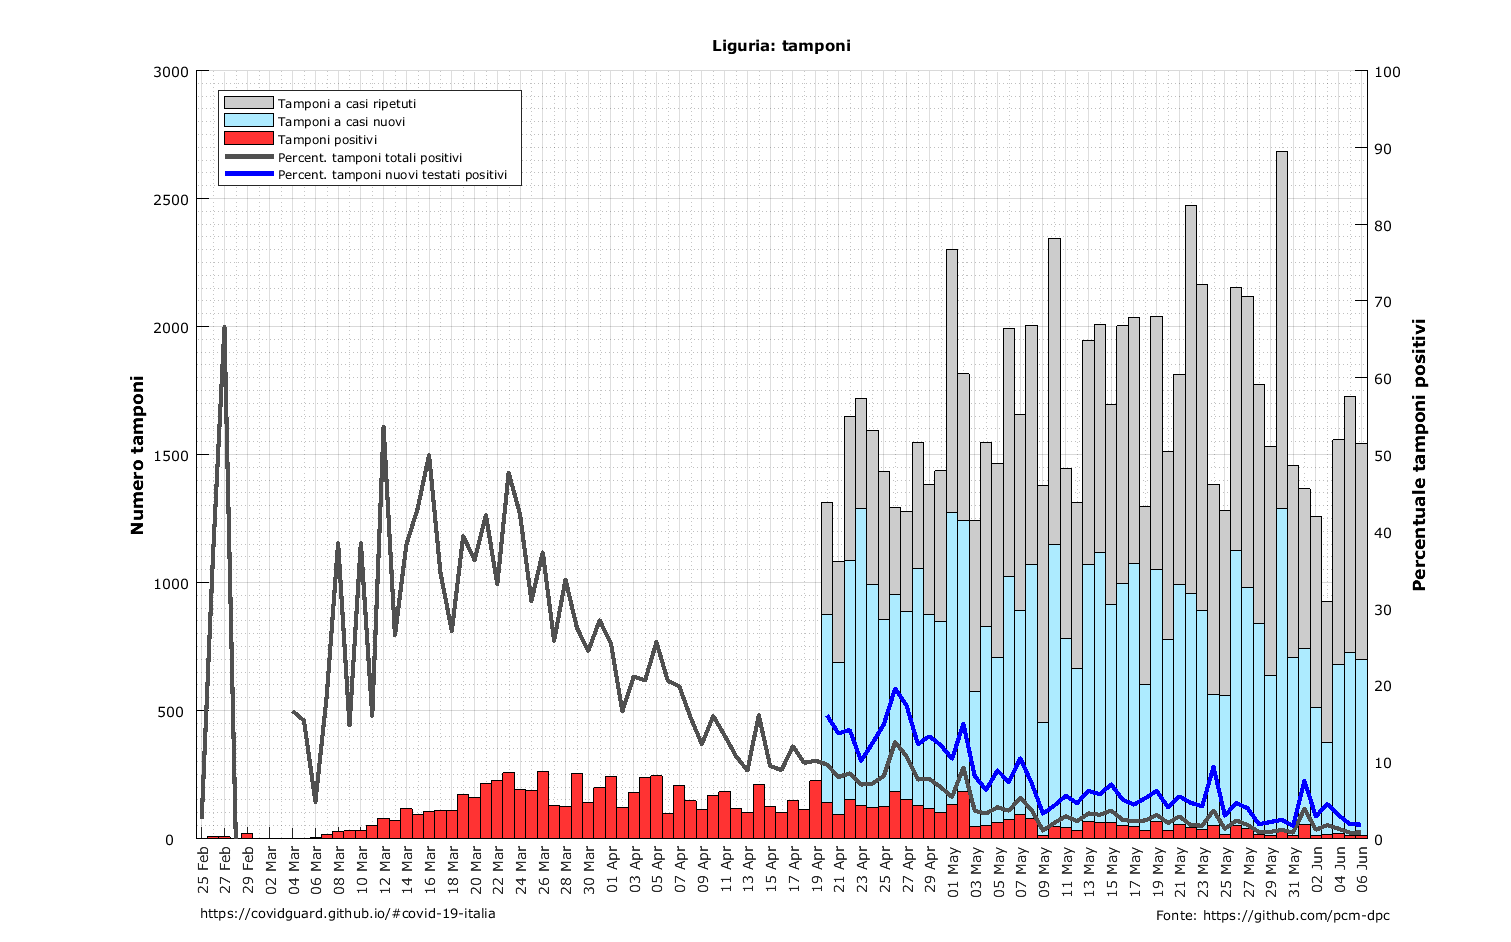 Liguria: tamponi
3000
2500
2000
1500
1000
500
0
Numero tamponi
Tamponi a casi ripetuti
Tamponi a casi nuovi
Tamponi positivi
Percent. tamponi totali positivi
Percent. tamponi nuovi testati positivi
100
90
80
70
60
50
40
30
20
10
0
Percentuale tamponi positivi
25 Feb
27 Feb
29 Feb
02 Mar
04 Mar
06 Mar
08 Mar
10 Mar
12 Mar
14 Mar
16 Mar
18 Mar
20 Mar
22 Mar
24 Mar
26 Mar
28 Mar
30 Mar
01 Apr
03 Apr
05 Apr
07 Apr
09 Apr
11 Apr
13 Apr
15 Apr
17 Apr
19 Apr
21 Apr
23 Apr
25 Apr
27 Apr
29 Apr
01 May
03 May
05 May
07 May
09 May
11 May
13 May
15 May
17 May
19 May
21 May
23 May
25 May
27 May
29 May
31 May
02 Jun
04 Jun
06 Jun
https://covidguard.github.io/#covid-19-italia
Fonte: https://github.com/pcm-dpc